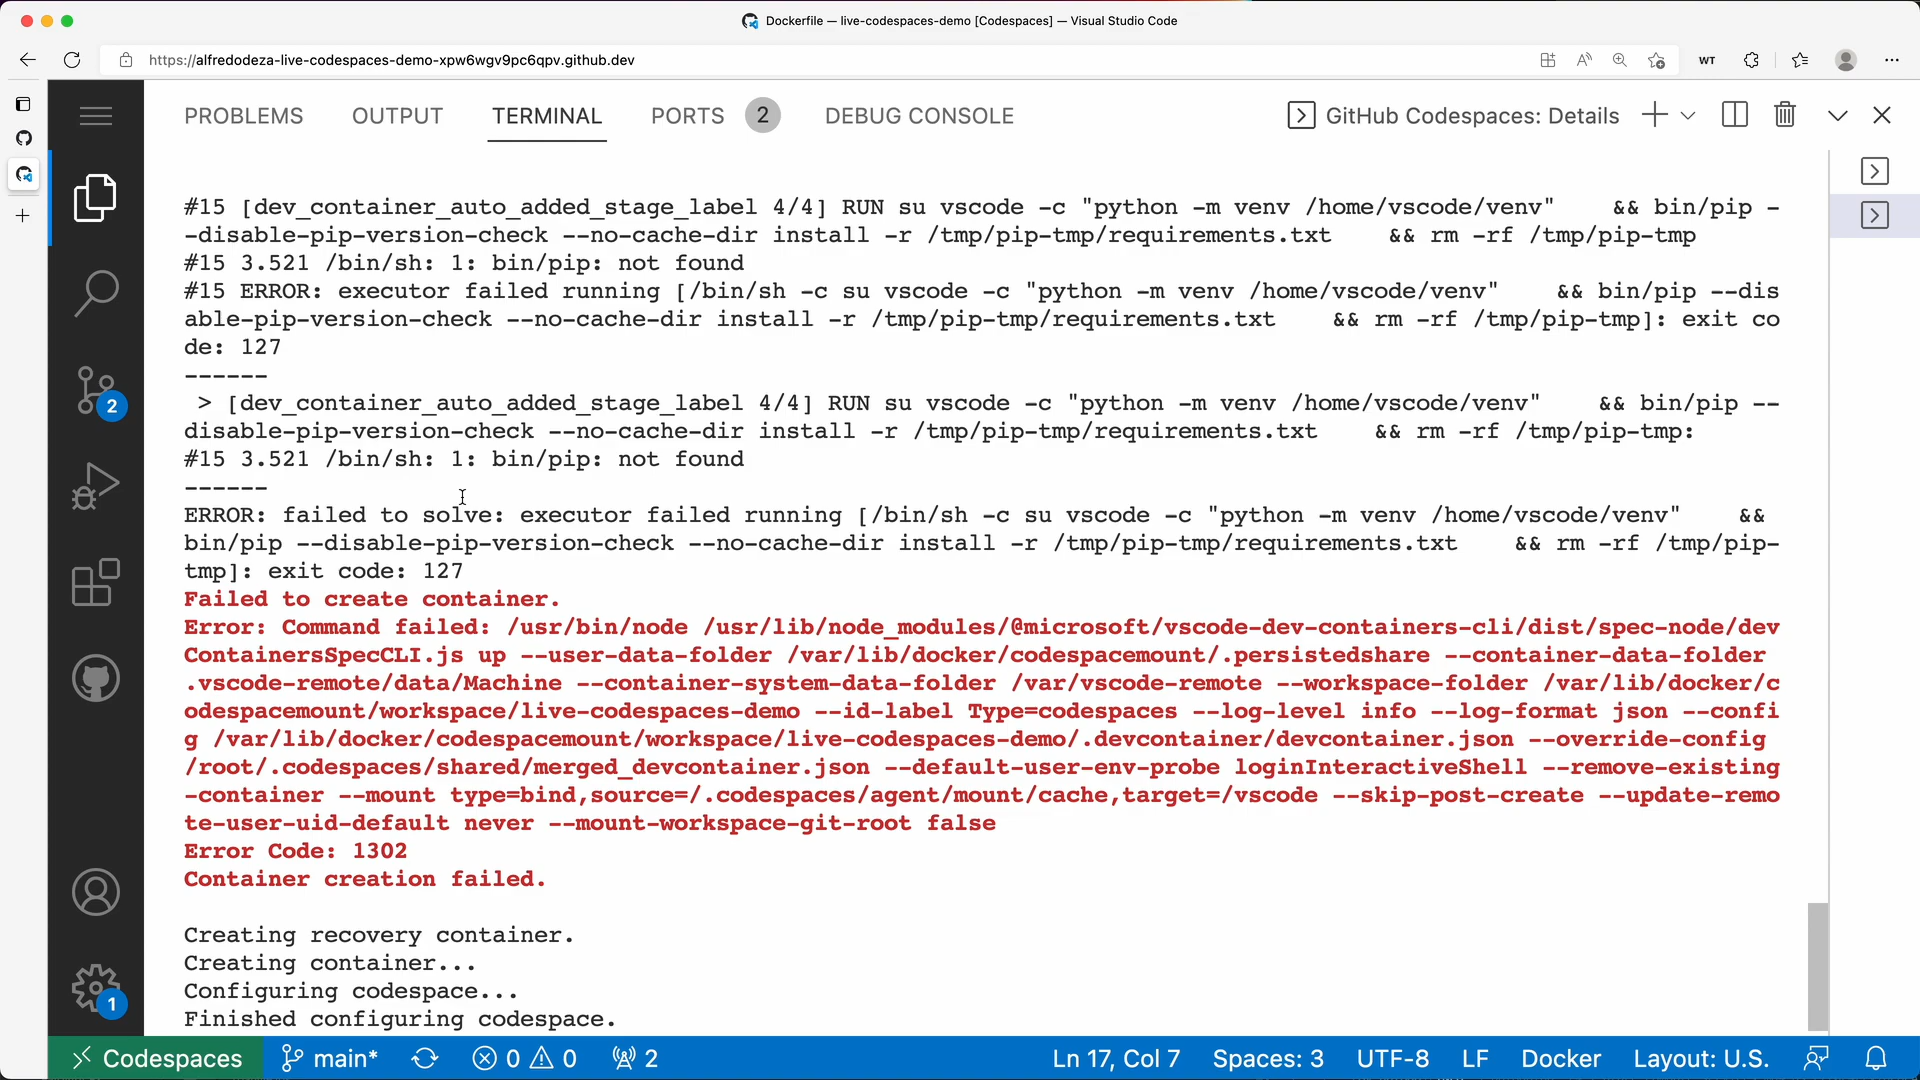 Dockerfile — live-codespaces-demo [Codespaces] — Visual Studio Code
https://alfredodeza-live-codespaces-demo-xpw6wgv9pc6qpv.github.dev
WT
PROBLEMS OUTPUT TERMINAL PORTS 2 DEBUG CONSOLE GitHub Codespaces: Details
#15 [dev_container_auto_added_stage_label 4/4] RUN su vscode -c "python -m venv /home/vscode/venv"    && bin/pip -
-disable-pip-version-check --no-cache-dir install -r /tmp/pip-tmp/requirements.txt    && rm -rf /tmp/pip-tmp
#15 3.521 /bin/sh: 1: bin/pip: not found
#15 ERROR: executor failed running [/bin/sh -c su vscode -c "python -m venv /home/vscode/venv"    && bin/pip --dis
able-pip-version-check --no-cache-dir install -r /tmp/pip-tmp/requirements.txt    && rm -rf /tmp/pip-tmp]: exit co
de: 127
------
> [dev_container_auto_added_stage_label 4/4] RUN su vscode -c "python -m venv /home/vscode/venv"    && bin/pip --
disable-pip-version-check --no-cache-dir install -r /tmp/pip-tmp/requirements.txt    && rm -rf /tmp/pip-tmp:
#15 3.521 /bin/sh: 1: bin/pip: not found
------
ERROR: failed to solve: executor failed running [/bin/sh -c su vscode -c "python -m venv /home/vscode/venv"    &&
bin/pip --disable-pip-version-check --no-cache-dir install -r /tmp/pip-tmp/requirements.txt    && rm -rf /tmp/pip-
tmp]: exit code: 127
Failed to create container.
Error: Command failed: /usr/bin/node /usr/lib/node_modules/@microsoft/vscode-dev-containers-cli/dist/spec-node/dev
ContainersSpecCLI.js up --user-data-folder /var/lib/docker/codespacemount/.persistedshare --container-data-folder
.vscode-remote/data/Machine --container-system-data-folder /var/vscode-remote --workspace-folder /var/lib/docker/c
odespacemount/workspace/live-codespaces-demo --id-label Type=codespaces --log-level info --log-format json --confi
g /var/lib/docker/codespacemount/workspace/live-codespaces-demo/.devcontainer/devcontainer.json --override-config
/root/.codespaces/shared/merged_devcontainer.json --default-user-env-probe loginInteractiveShell --remove-existing
-container --mount type=bind,source=/.codespaces/agent/mount/cache,target=/vscode --skip-post-create --update-remo
te-user-uid-default never --mount-workspace-git-root false
Error Code: 1302
Container creation failed.
Creating recovery container.
Creating container...
Configuring codespace...
Finished configuring codespace.
2
1
Codespaces main* 0 0 2 Ln 17, Col 7 Spaces: 3 UTF-8 LF Docker Layout: U.S.